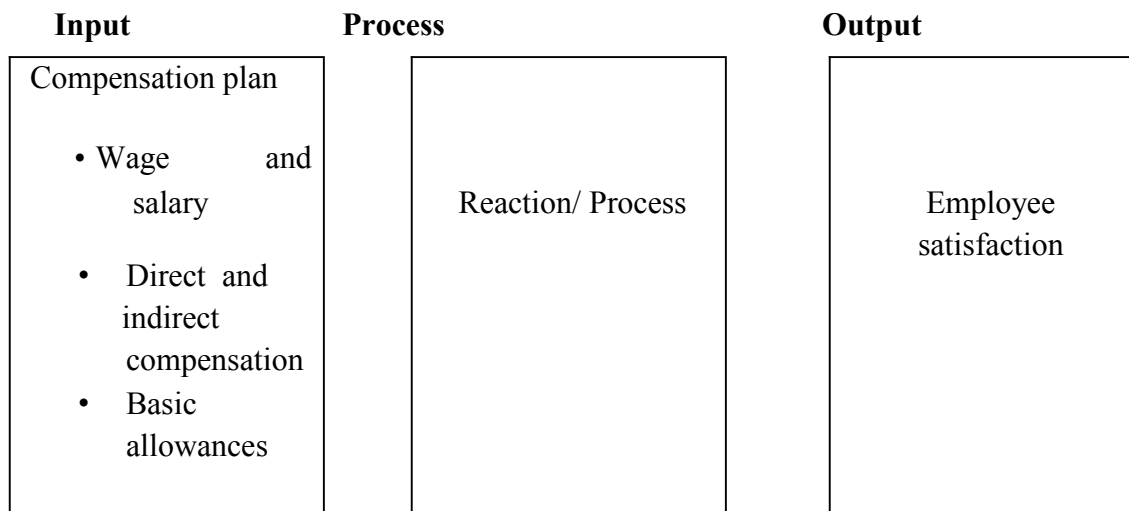 Input Process Output
Compensation plan
• Wage and
salary
• Direct and
indirect
compensation
• Basic
allowances
Reaction/ Process
Employee
satisfaction